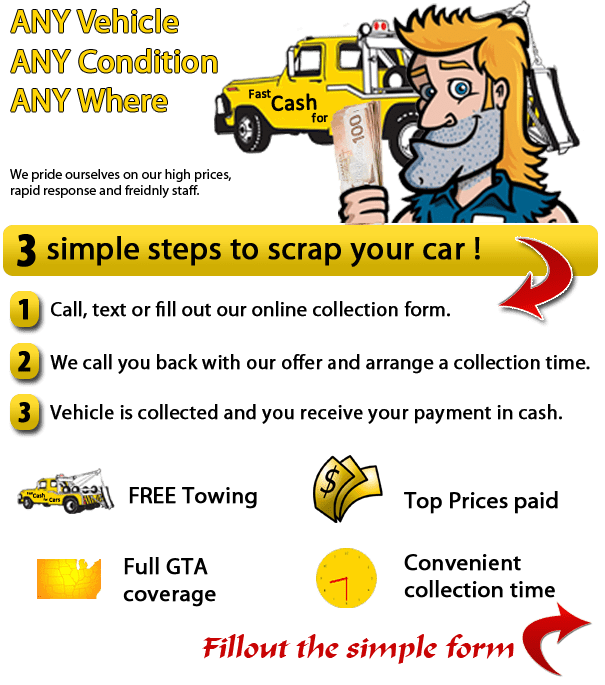 ANY Vehicle
ANY Condition
ANY Where
Fast
Cash
for
100
We pride ourselves on our high prices,
rapid response and freidnly staff.
3 simple steps to scrap your car !
1 Call, text or fill out our online collection form.
2 We call you back with our offer and arrange a collection time.
3 Vehicle is collected and you receive your payment in cash.
Fast
Cash
for Cars
FREE Towing
$
Top Prices paid
Full GTA
coverage
Convenient
collection time
Fillout the simple form